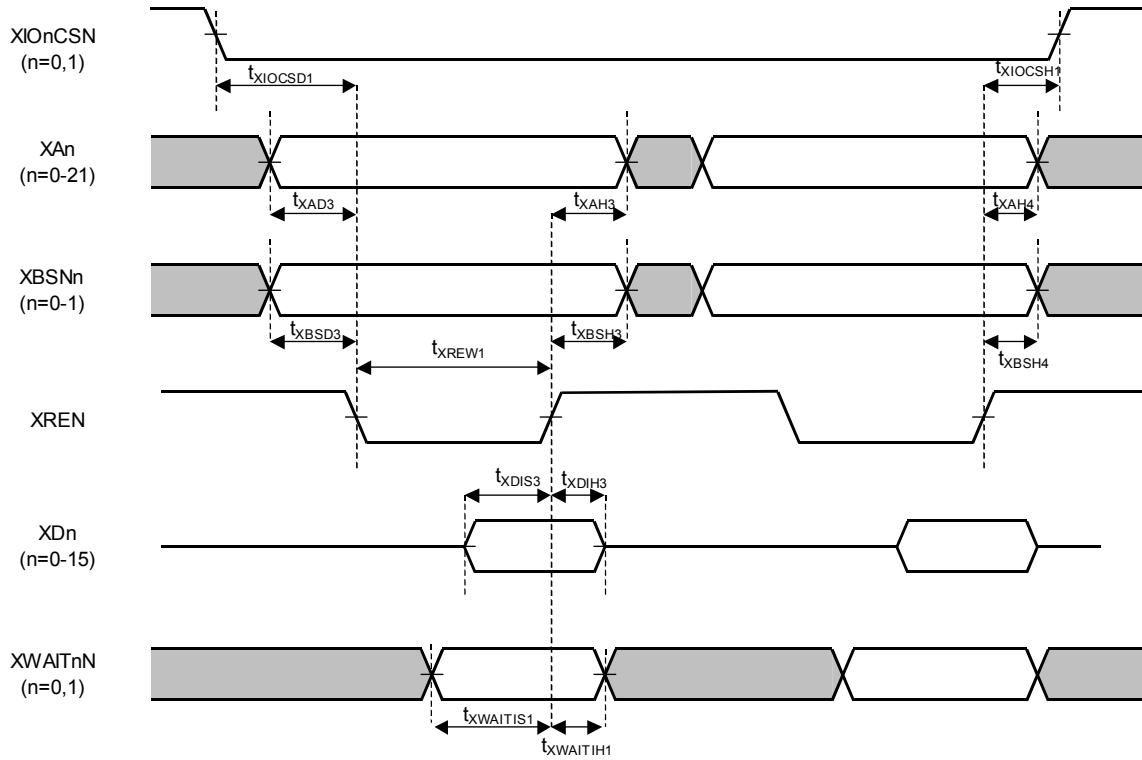 XIOnCSN
(n=0,1)
tXIOCSD1
tXIOCSH1
XAn
(n=0-21)
tXAD3
tXAH3
tXAH4
XBSNn
(n=0-1)
tXBSD3
tXREW1
tXBSH3
tXBSH4
XREN
tXDIS3
tXDIH3
XDn
(n=0-15)
XWAITnN
(n=0,1)
tXWAITIS1
tXWAITIH1